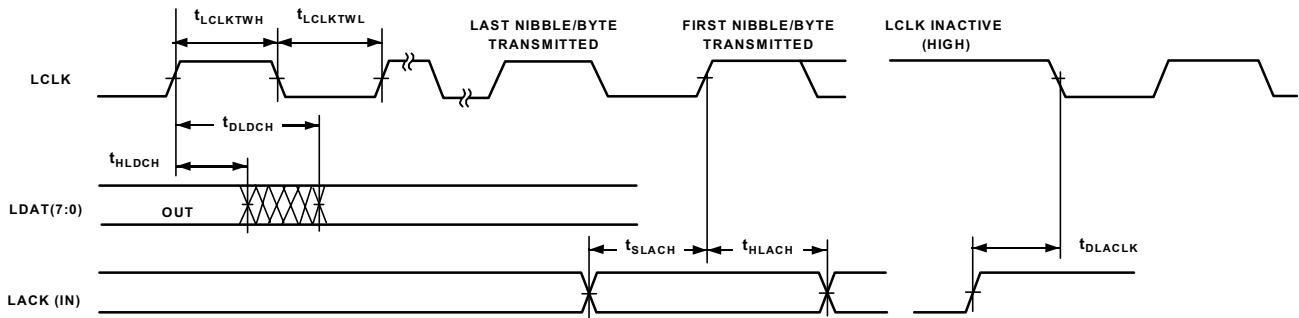 tLCLKTWH
tLCLKTWL
LAST NIBBLE/BYTE
TRANSMITTED
FIRST NIBBLE/BYTE
TRANSMITTED
LCLK INACTIVE
(HIGH)
LCLK
tDLDCH
tHLDCH
LDAT(7:0)
OUT
tSLACH
tHLACH
tDLACLK
LACK (IN)